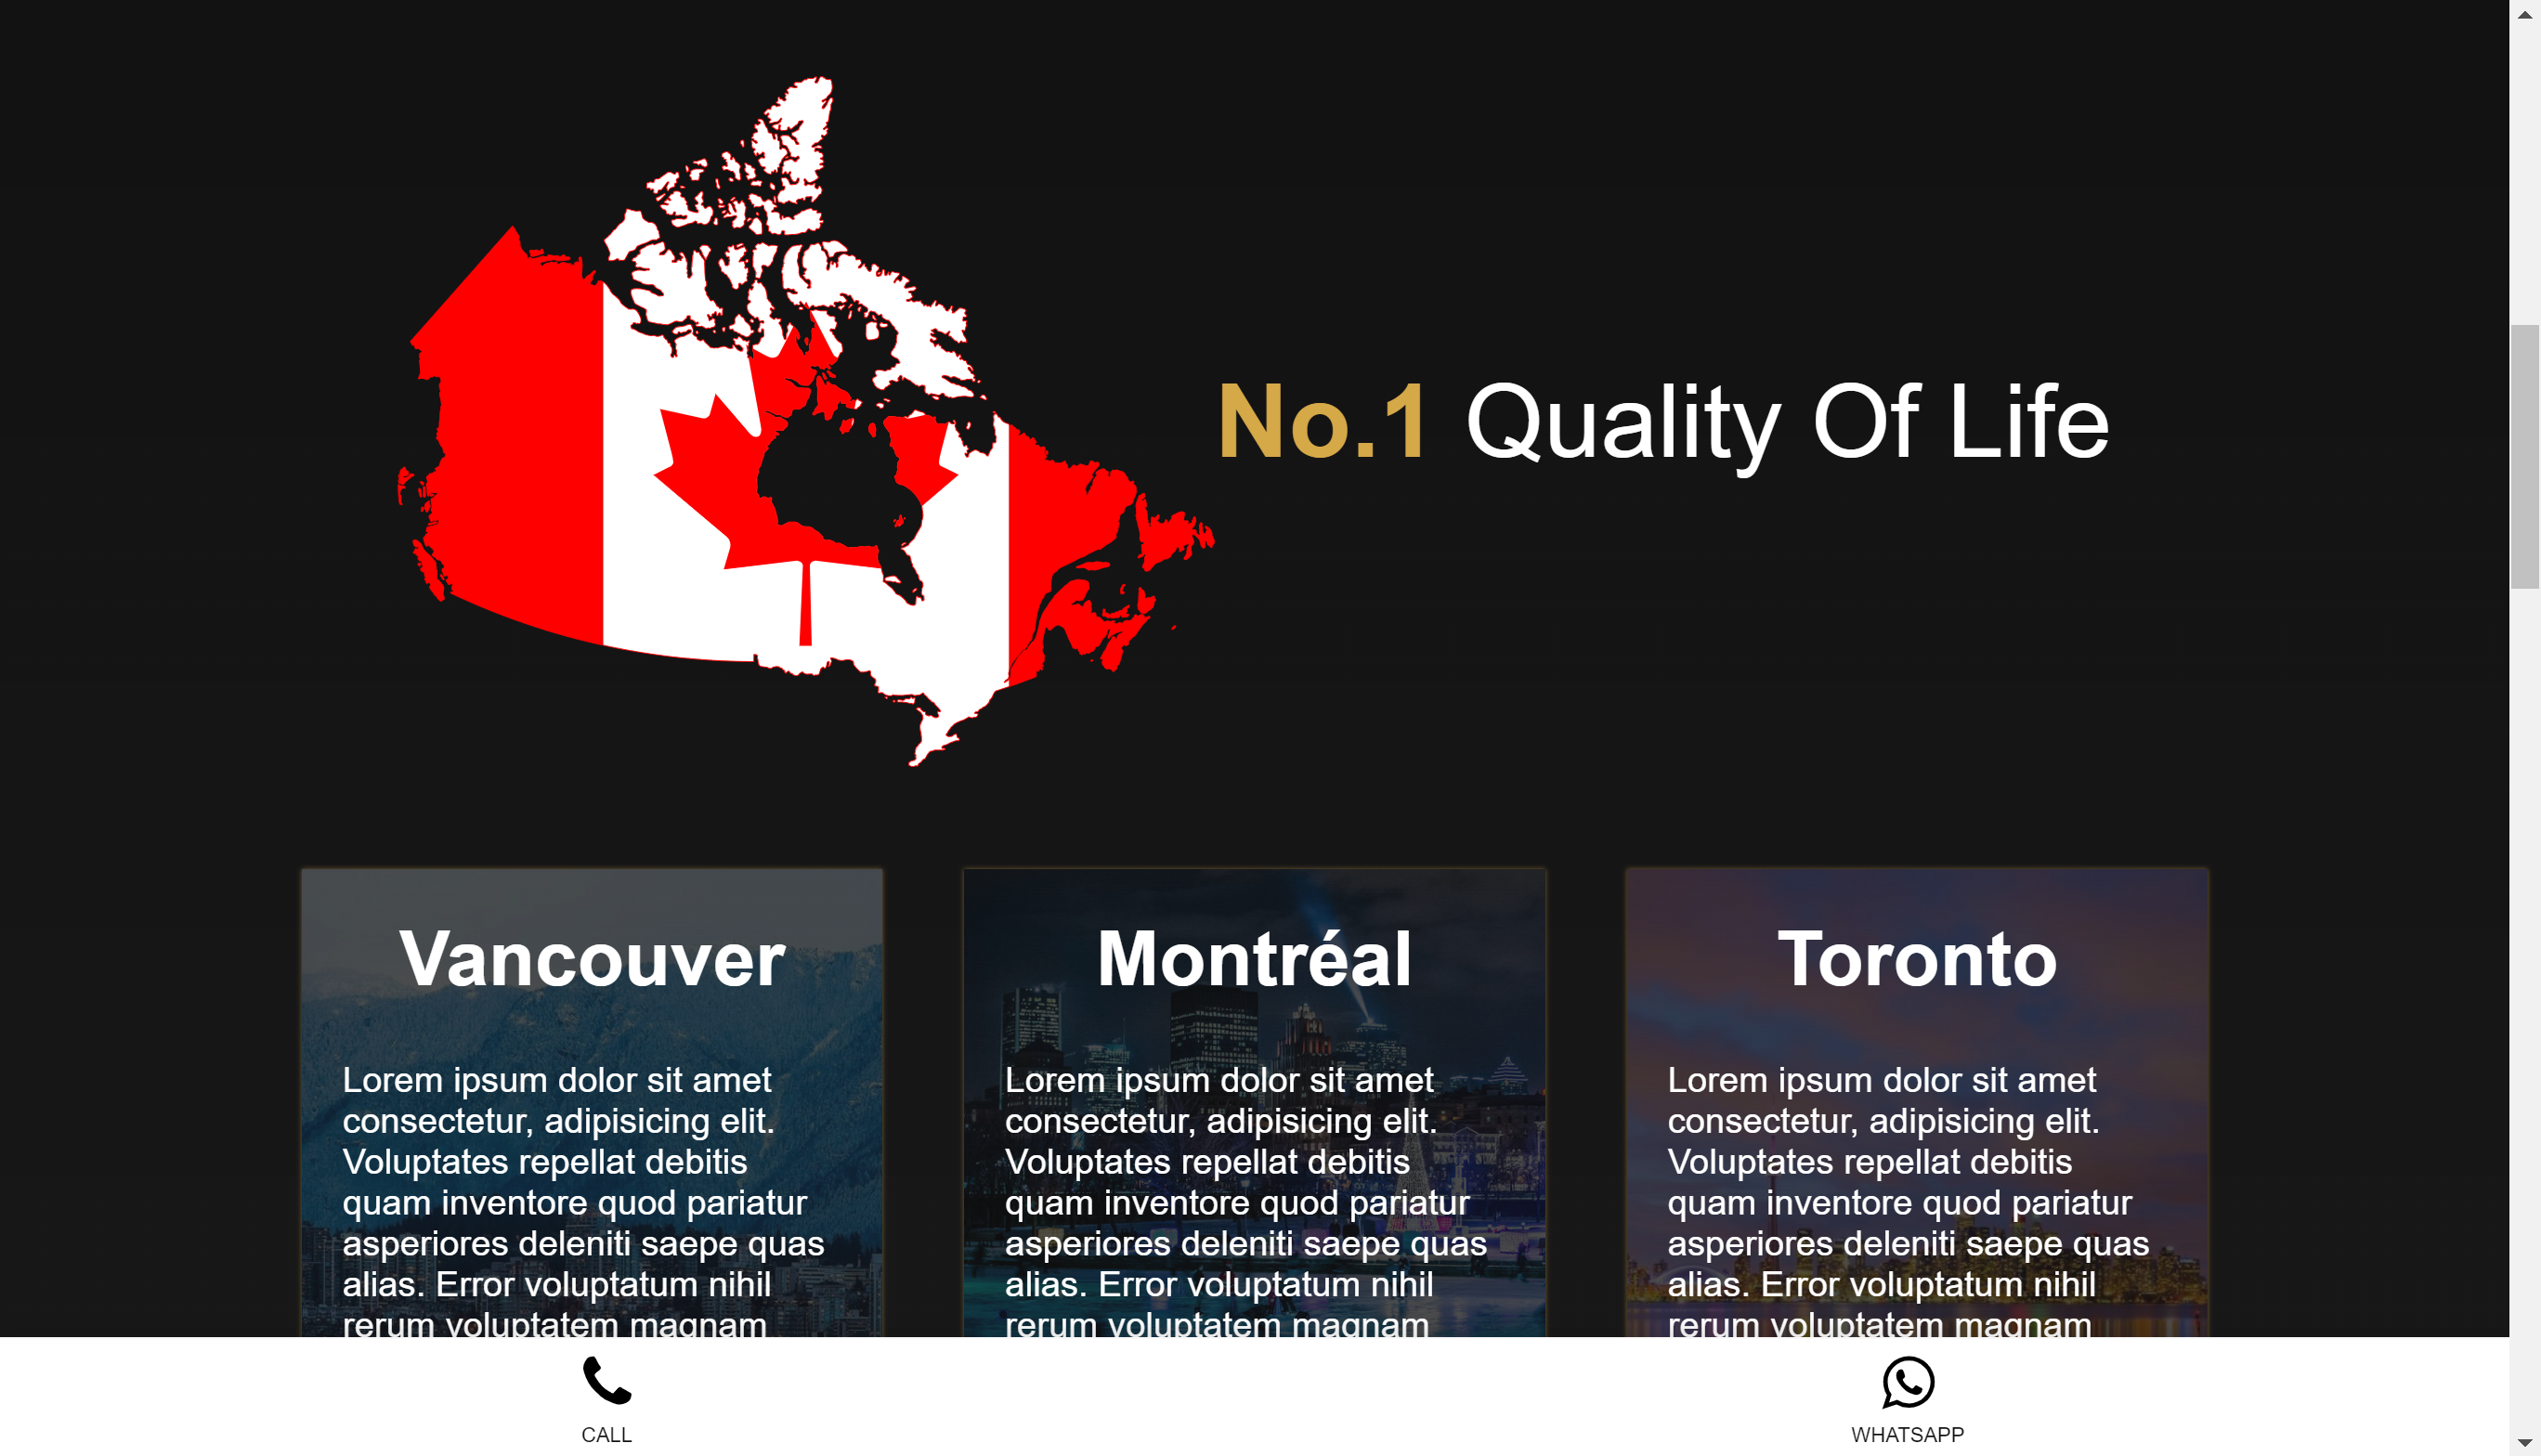 No.1 Quality Of Life
Vancouver
Lorem ipsum dolor sit amet
consectetur, adipisicing elit.
Voluptates repellat debitis
quam inventore quod pariatur
asperiores deleniti saepe quas
alias. Error voluptatum nihil
rerum voluptatem magnam
Montréal
Lorem ipsum dolor sit amet
consectetur, adipisicing elit.
Voluptates repellat debitis
quam inventore quod pariatur
asperiores deleniti saepe quas
alias. Error voluptatum nihil
rerum voluptatem magnam
Toronto
Lorem ipsum dolor sit amet
consectetur, adipisicing elit.
Voluptates repellat debitis
quam inventore quod pariatur
asperiores deleniti saepe quas
alias. Error voluptatum nihil
rerum voluptatem magnam
CALL
WHATSAPP